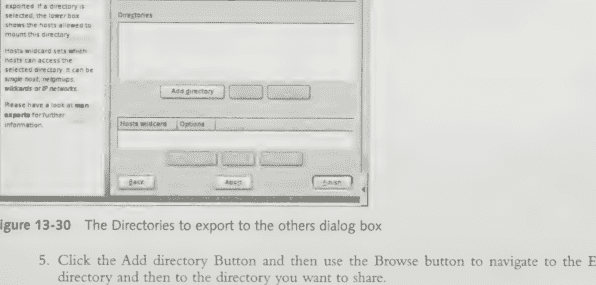 exported. If a directory is
selected, the lower box
shows the hosts allowed to
mount this directory.
Hosts wildcard sets which
hosts can access the
selected directory. It can be
single host, netgroups,
wildcards or IP networks.
Please have a look at man
exports for further
information.
Directories
Add directory
Hosts wildcard Options
Back Abort Finish
igure 13-30 The Directories to export to the others dialog box
5. Click the Add directory Button and then use the Browse button to navigate to the E
directory and then to the directory you want to share.